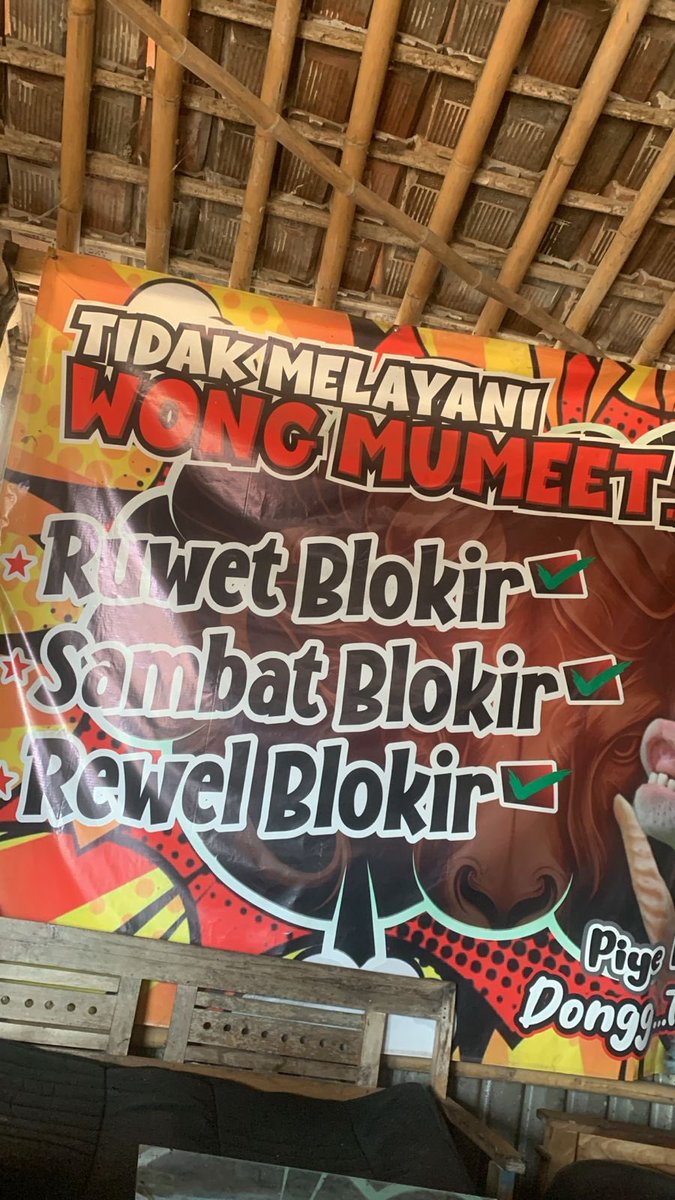 TIDAK MELAYANI
WONG MUMEET..
Ruwet Blokir
Sambat Blokir
Rewel Blokir
Piye
Dongg...